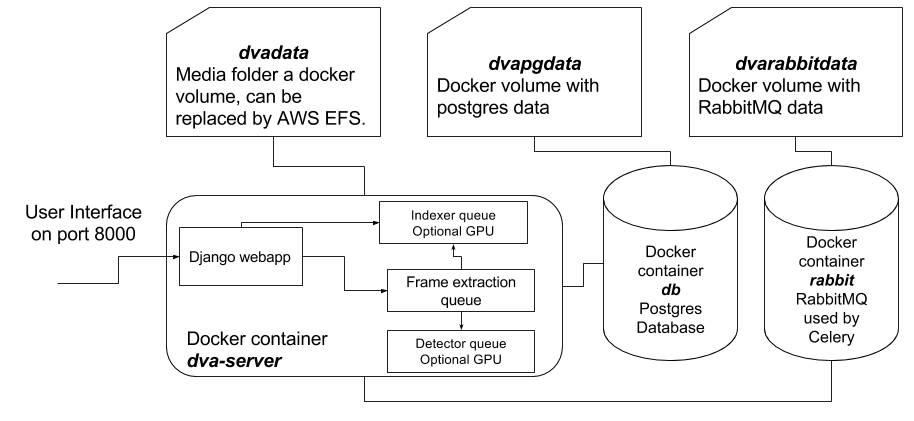 dvadata
Media folder a docker
volume, can be
replaced by AWS EFS.
dvapgdata
Docker volume with
postgres data
dvarabbitdata
Docker volume with
RabbitMQ data
User Interface
on port 8000
Django webapp
Indexer queue
Optional GPU
Frame extraction
queue
Detector queue
Optional GPU
Docker container
dva-server
Docker
container
db
Postgres
Database
Docker
container
rabbit
RabbitMQ
used by
Celery